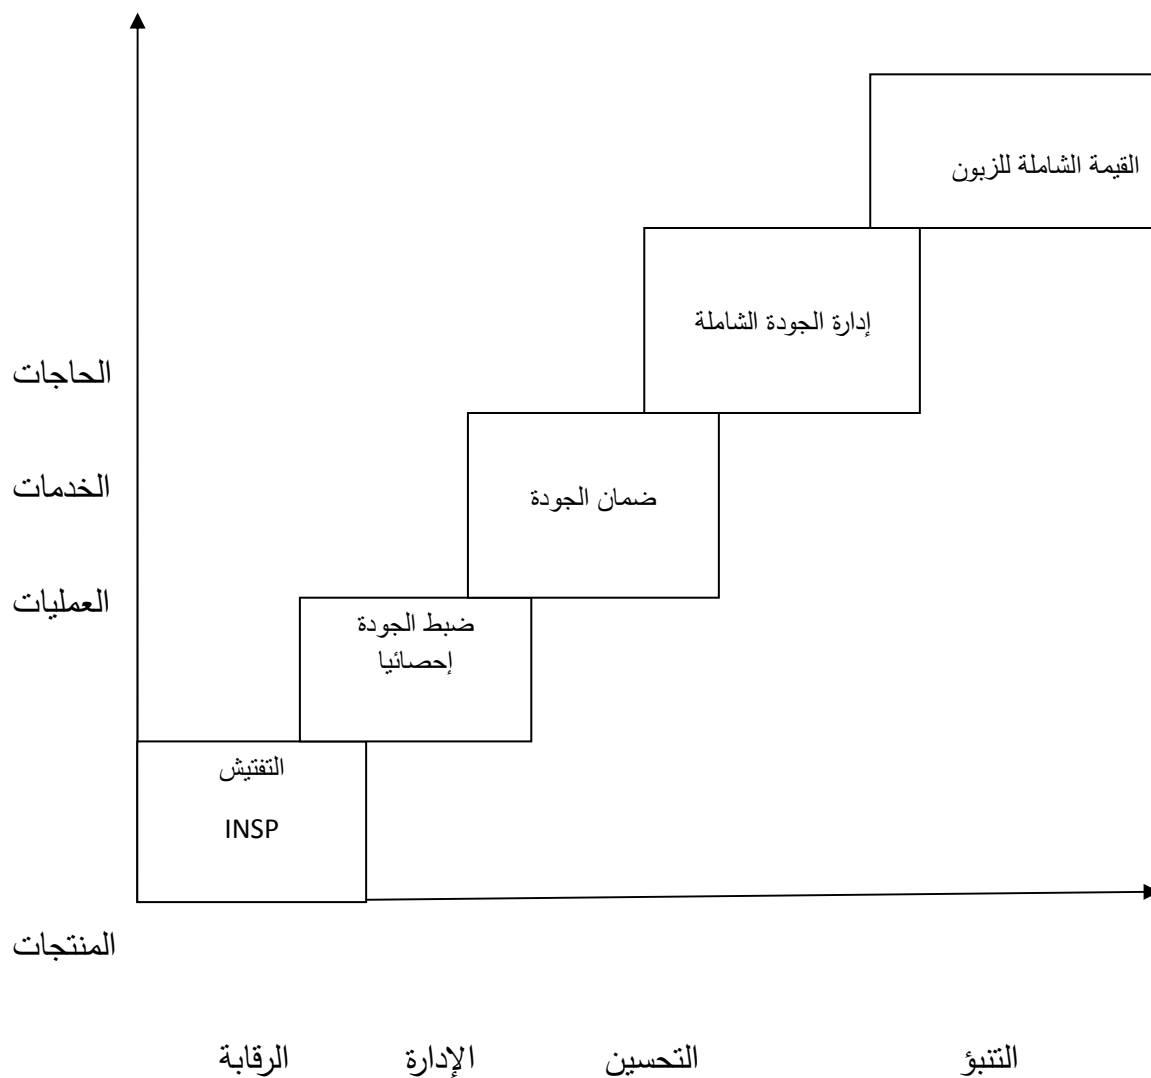 القيمة الشاملة للزبون
إدارة الجودة الشاملة
الحاجات
الخدمات
ضمان الجودة
العمليات
ضبط الجودة
إحصائيا
التفتيش
INSP
المنتجات
الرقابة
الإدارة
التحسين
التنبؤ